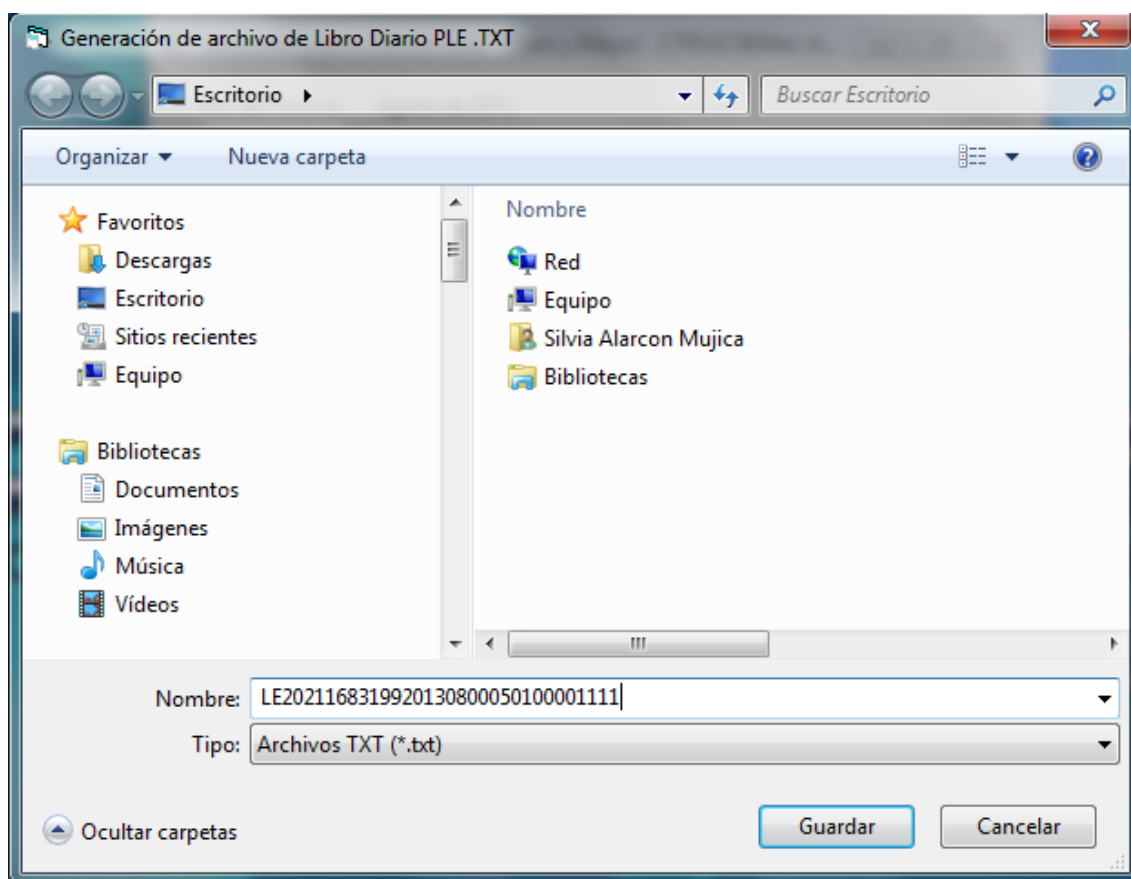 Generación de archivo de Libro Diario PLE .TXT
Escritorio
Buscar Escritorio
Organizar
Nueva carpeta
Favoritos
Descargas
Escritorio
Sitios recientes
Equipo
Bibliotecas
Documentos
Imágenes
Música
Vídeos
Nombre
Red
Equipo
Silvia Alarcon Mujica
Bibliotecas
Nombre: LE2021168319920130800050100001111
Tipo: Archivos TXT (*.txt)
Ocultar carpetas
Guardar
Cancelar